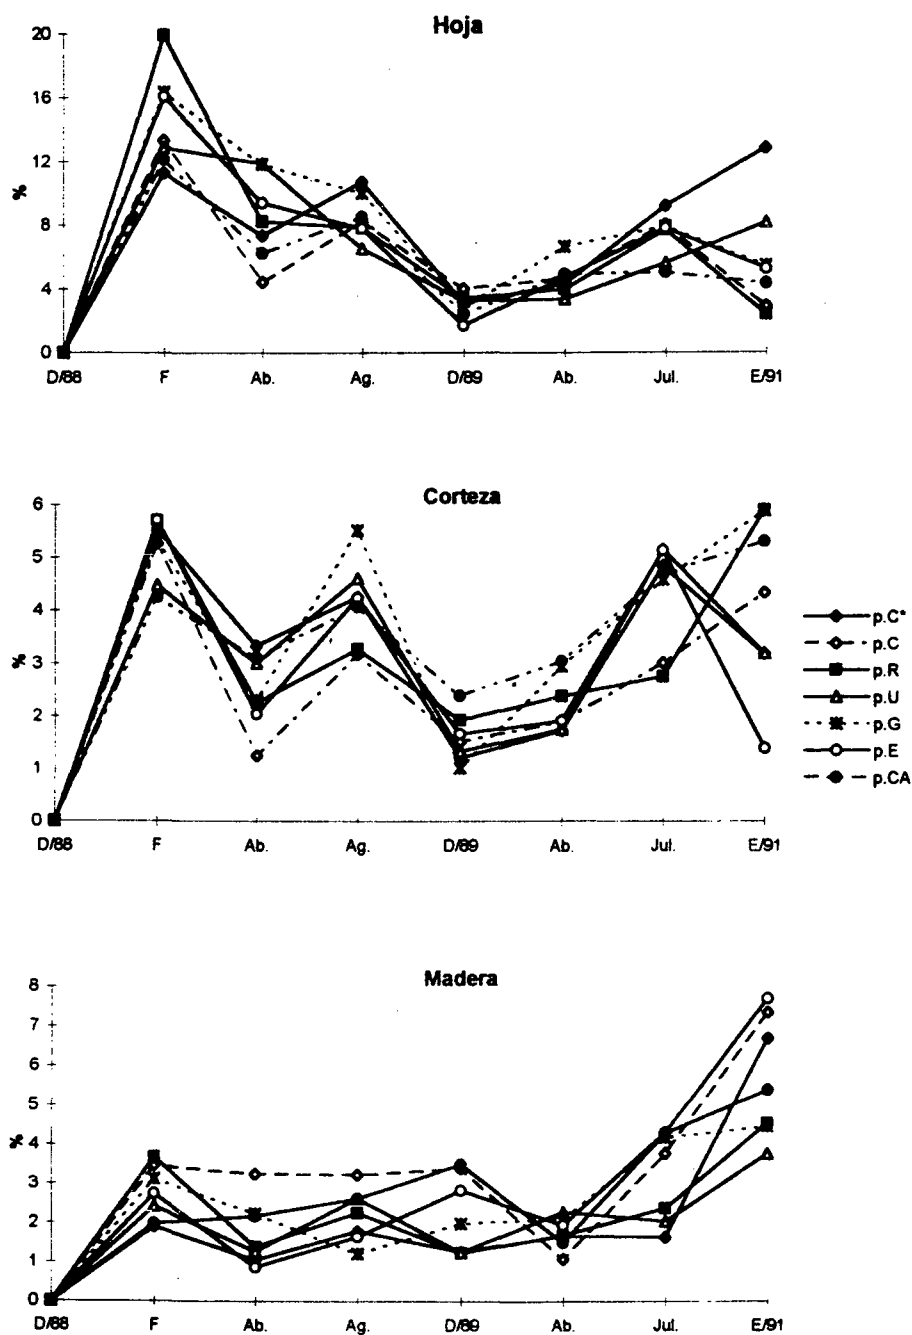 Hoja
20
16
12
8
4
0
%
D/88 F Ab. Ag. D/89 Ab. Jul. E/91
Corteza
6
5
4
3
2
1
0
%
D/88 F Ab. Ag. D/89 Ab. Jul. E/91
p.C*
p.C
p.R
p.U
p.G
p.E
p.CA
Madera
8
7
6
5
4
3
2
1
0
%
D/88 F Ab. Ag. D/89 Ab. Jul. E/91